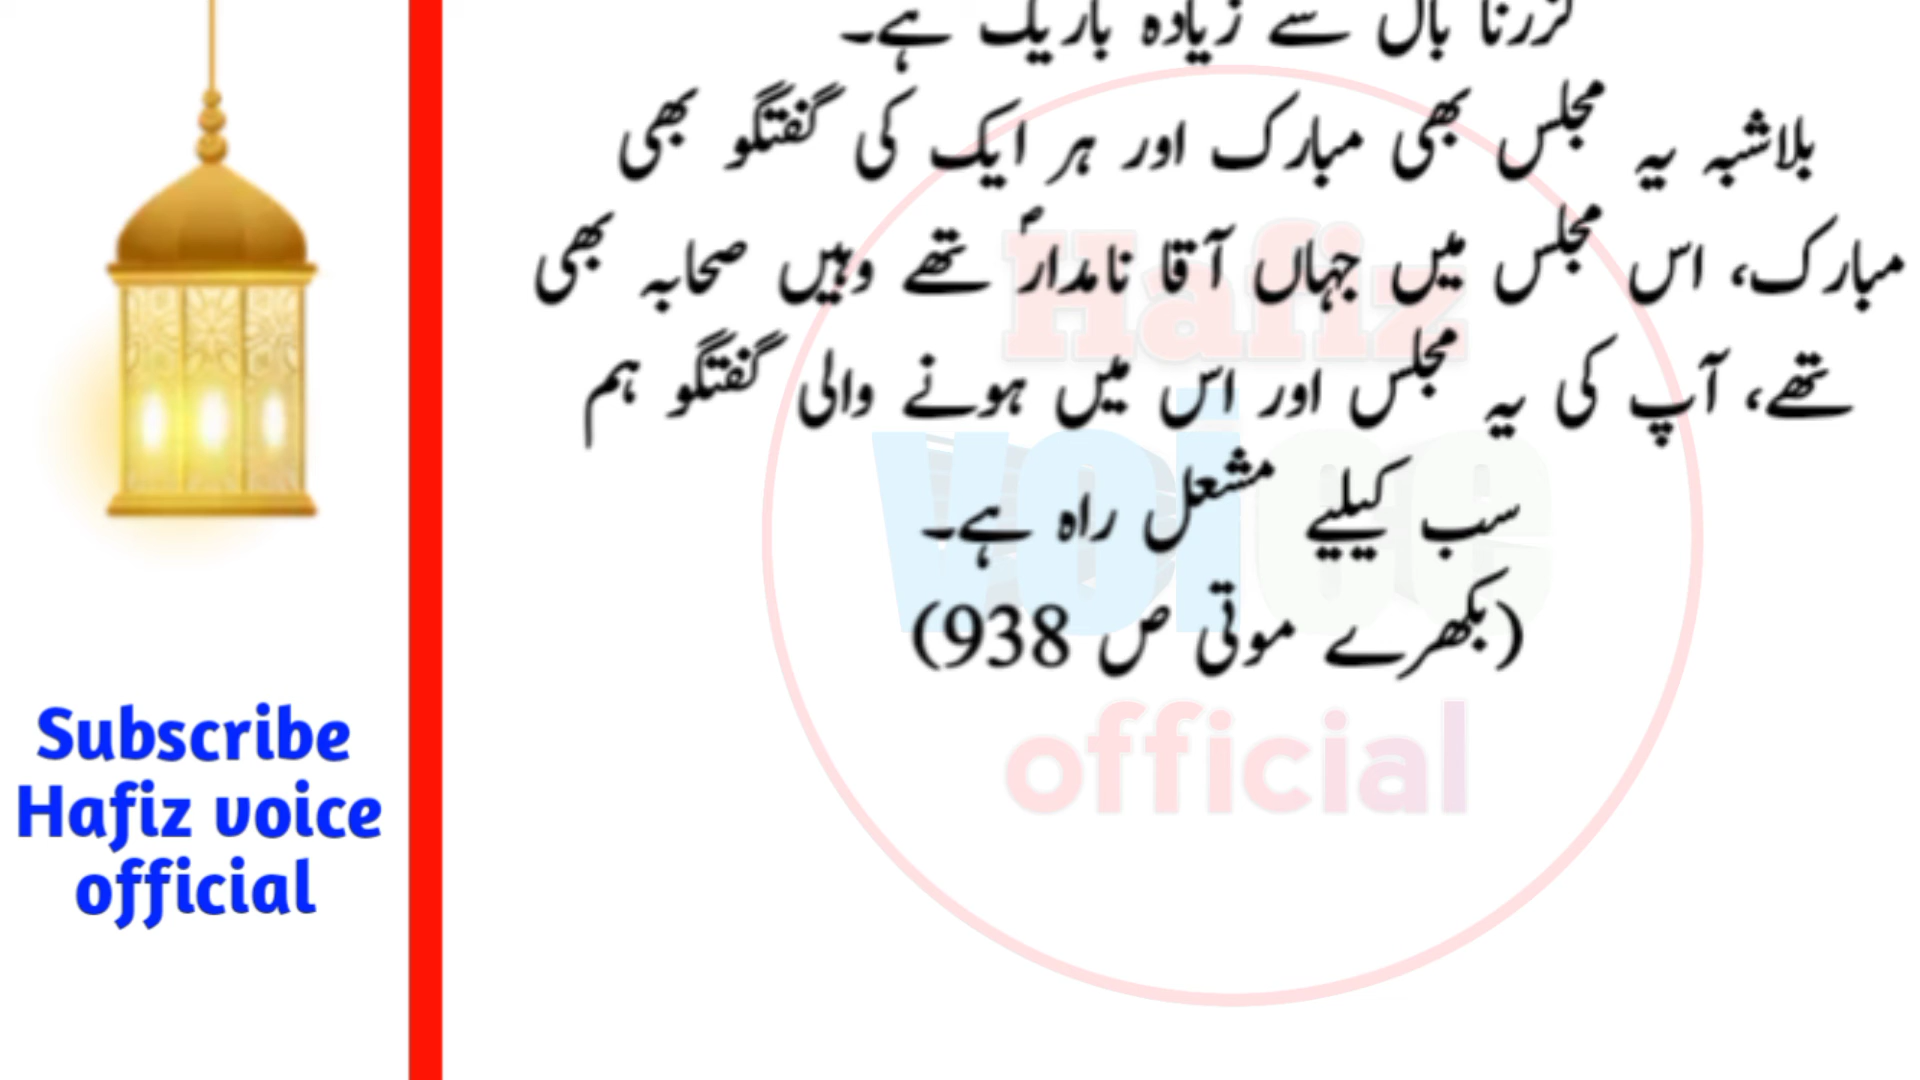 گزرنا بال سے زیادہ باریک ہے۔
بلاشبہ یہ مجلس بھی مبارک اور ہر ایک کی گفتگو بھی
مبارک، اس مجلس میں جہاں آقا نامدارؐ تھے وہیں صحابہ بھی
تھے، آپ کی یہ مجلس اور اس میں ہونے والی گفتگو ہم
سب کیلیے مشعل راہ ہے۔
(بکھرے موتی ص 938)
Hafiz
voice
official
Subscribe
Hafiz voice
official